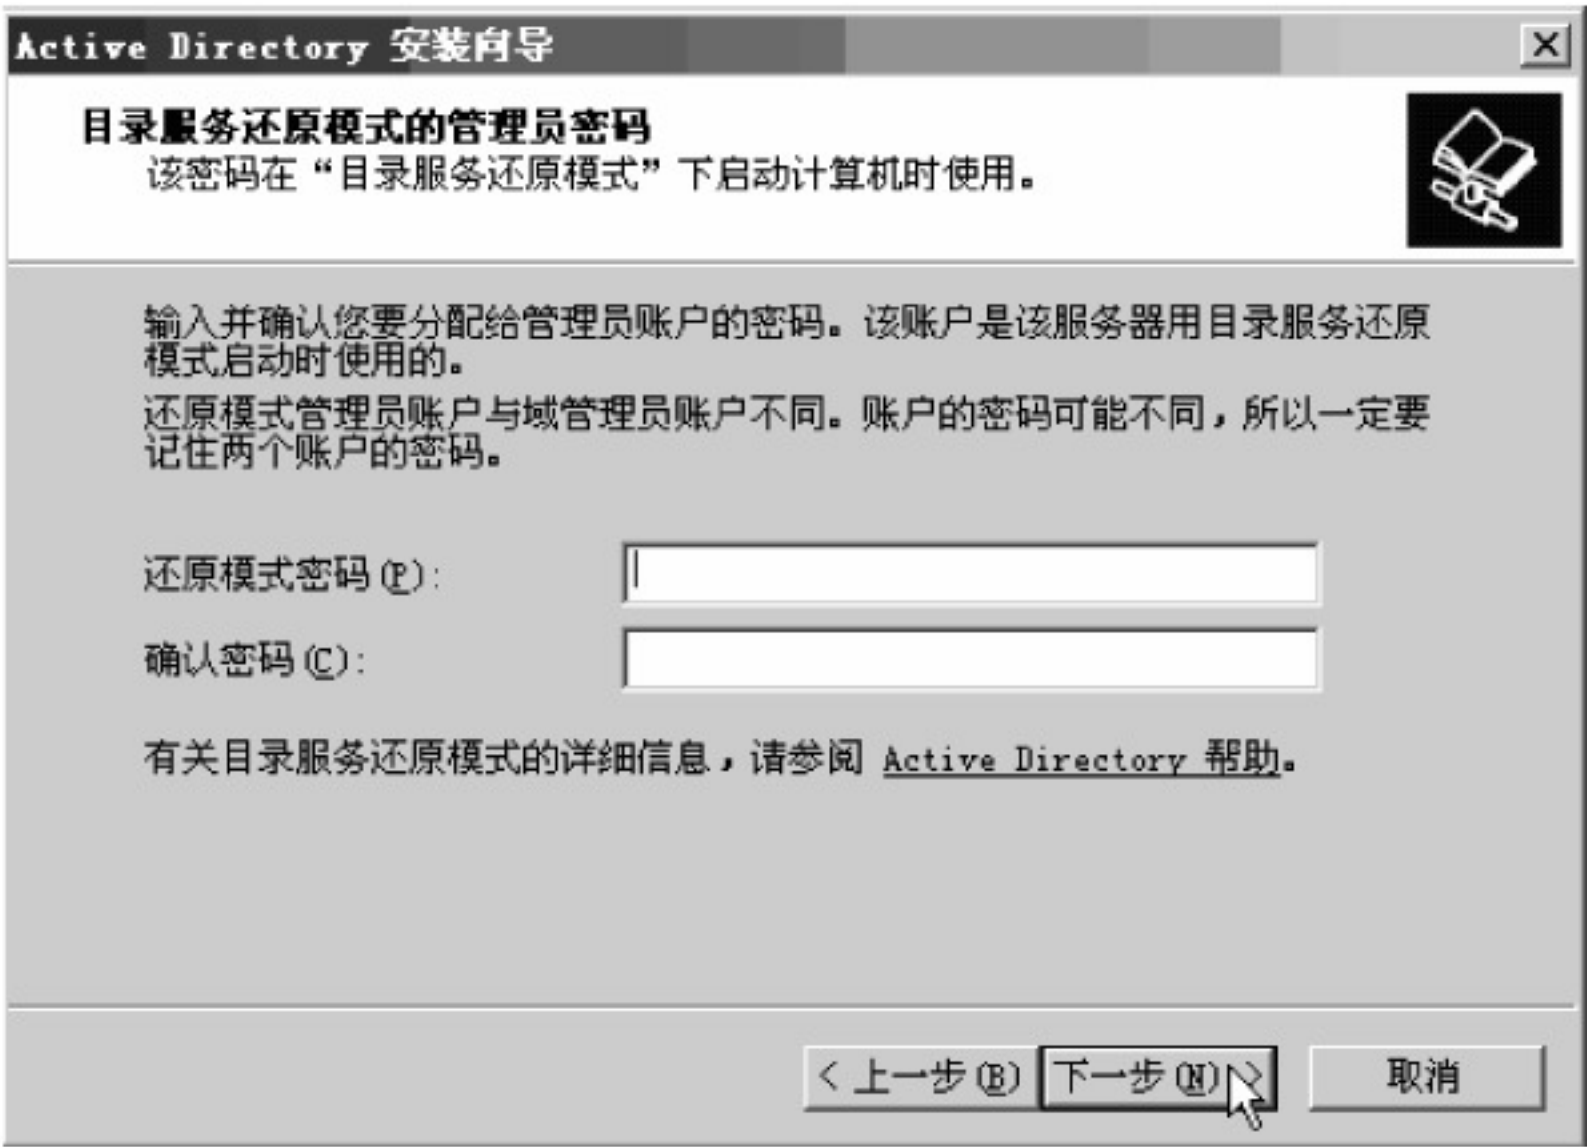 Active Directory 安装向导
目录服务还原模式的管理员密码
该密码在“目录服务还原模式”下启动计算机时使用。
输入并确认您要分配给管理员账户的密码。该账户是该服务器用目录服务还原
模式启动时使用的。
还原模式管理员账户与域管理员账户不同。账户的密码可能不同，所以一定要
记住两个账户的密码。
还原模式密码(P):
确认密码(C):
有关目录服务还原模式的详细信息，请参阅 Active Directory 帮助。
< 上一步(B) 下一步(N) > 取消